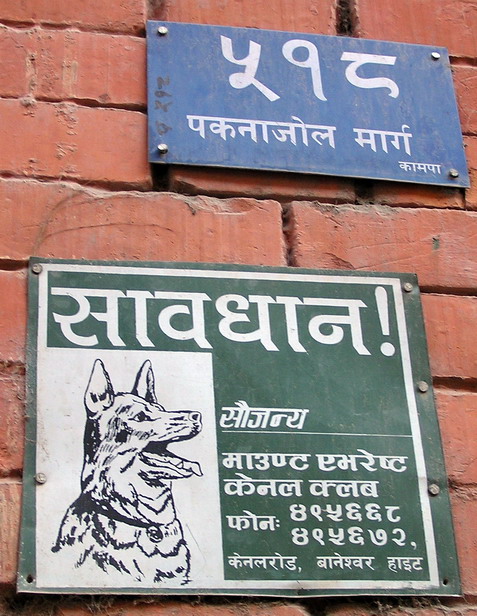 ५१८
पकनाजोल मार्ग
कामपा
सावधान!
सौजन्य
माउण्ट एभरेष्ट
केनल क्लब
फोनः ४९५६६८
४९५६७२,
केनलरोड, बानेश्वर हाइट